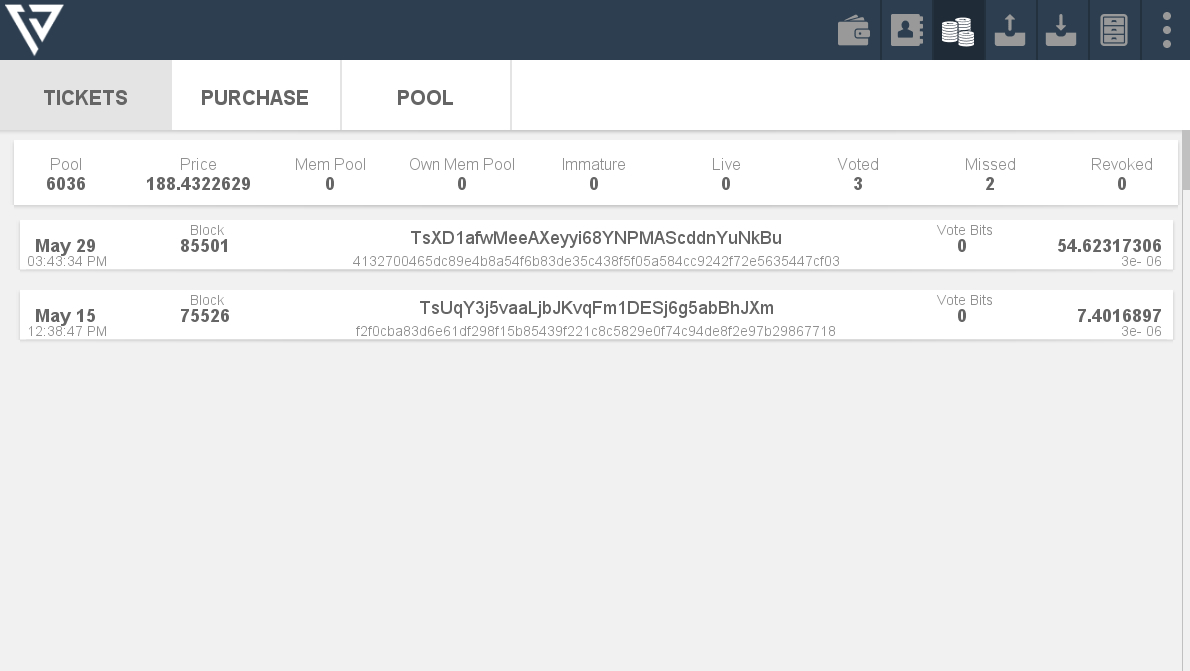 TICKETS PURCHASE POOL
Pool Price Mem Pool Own Mem Pool Immature Live Voted Missed Revoked
6036 188.4322629 0 0 0 0 3 2 0
Block Vote Bits
May 29 85501 TsXD1afwMeeAXeyyi68YNPMAScddnYuNkBu 0 54.62317306
03:43:34 PM 4132700465dc89e4b8a54f6b83de35c438f5f05a584cc9242f72e5635447cf03 3e- 06
Block Vote Bits
May 15 75526 TsUqY3j5vaaLjbJKvqFm1DESj6g5abBhJXm 0 7.4016897
12:38:47 PM f2f0cba83d6e61df298f15b85439f221c8c5829e0f74c94de8f2e97b29867718 3e- 06